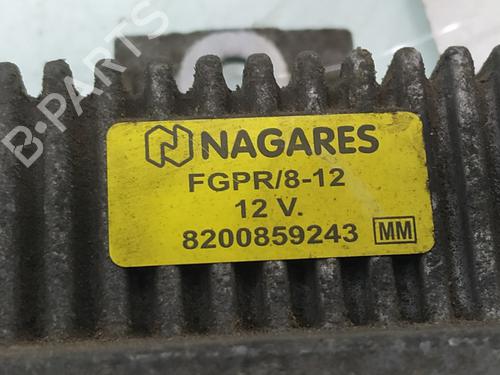 NAGARES
FGPR/8-12
12 V.
8200859243 MM
B-PARTS